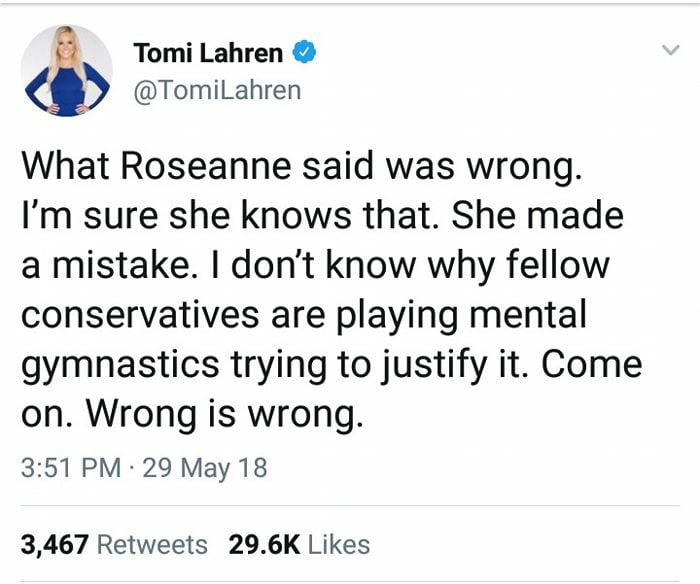 Tomi Lahren
@TomiLahren
What Roseanne said was wrong.
I'm sure she knows that. She made
a mistake. I don't know why fellow
conservatives are playing mental
gymnastics trying to justify it. Come
on. Wrong is wrong.
3:51 PM · 29 May 18
3,467 Retweets 29.6K Likes